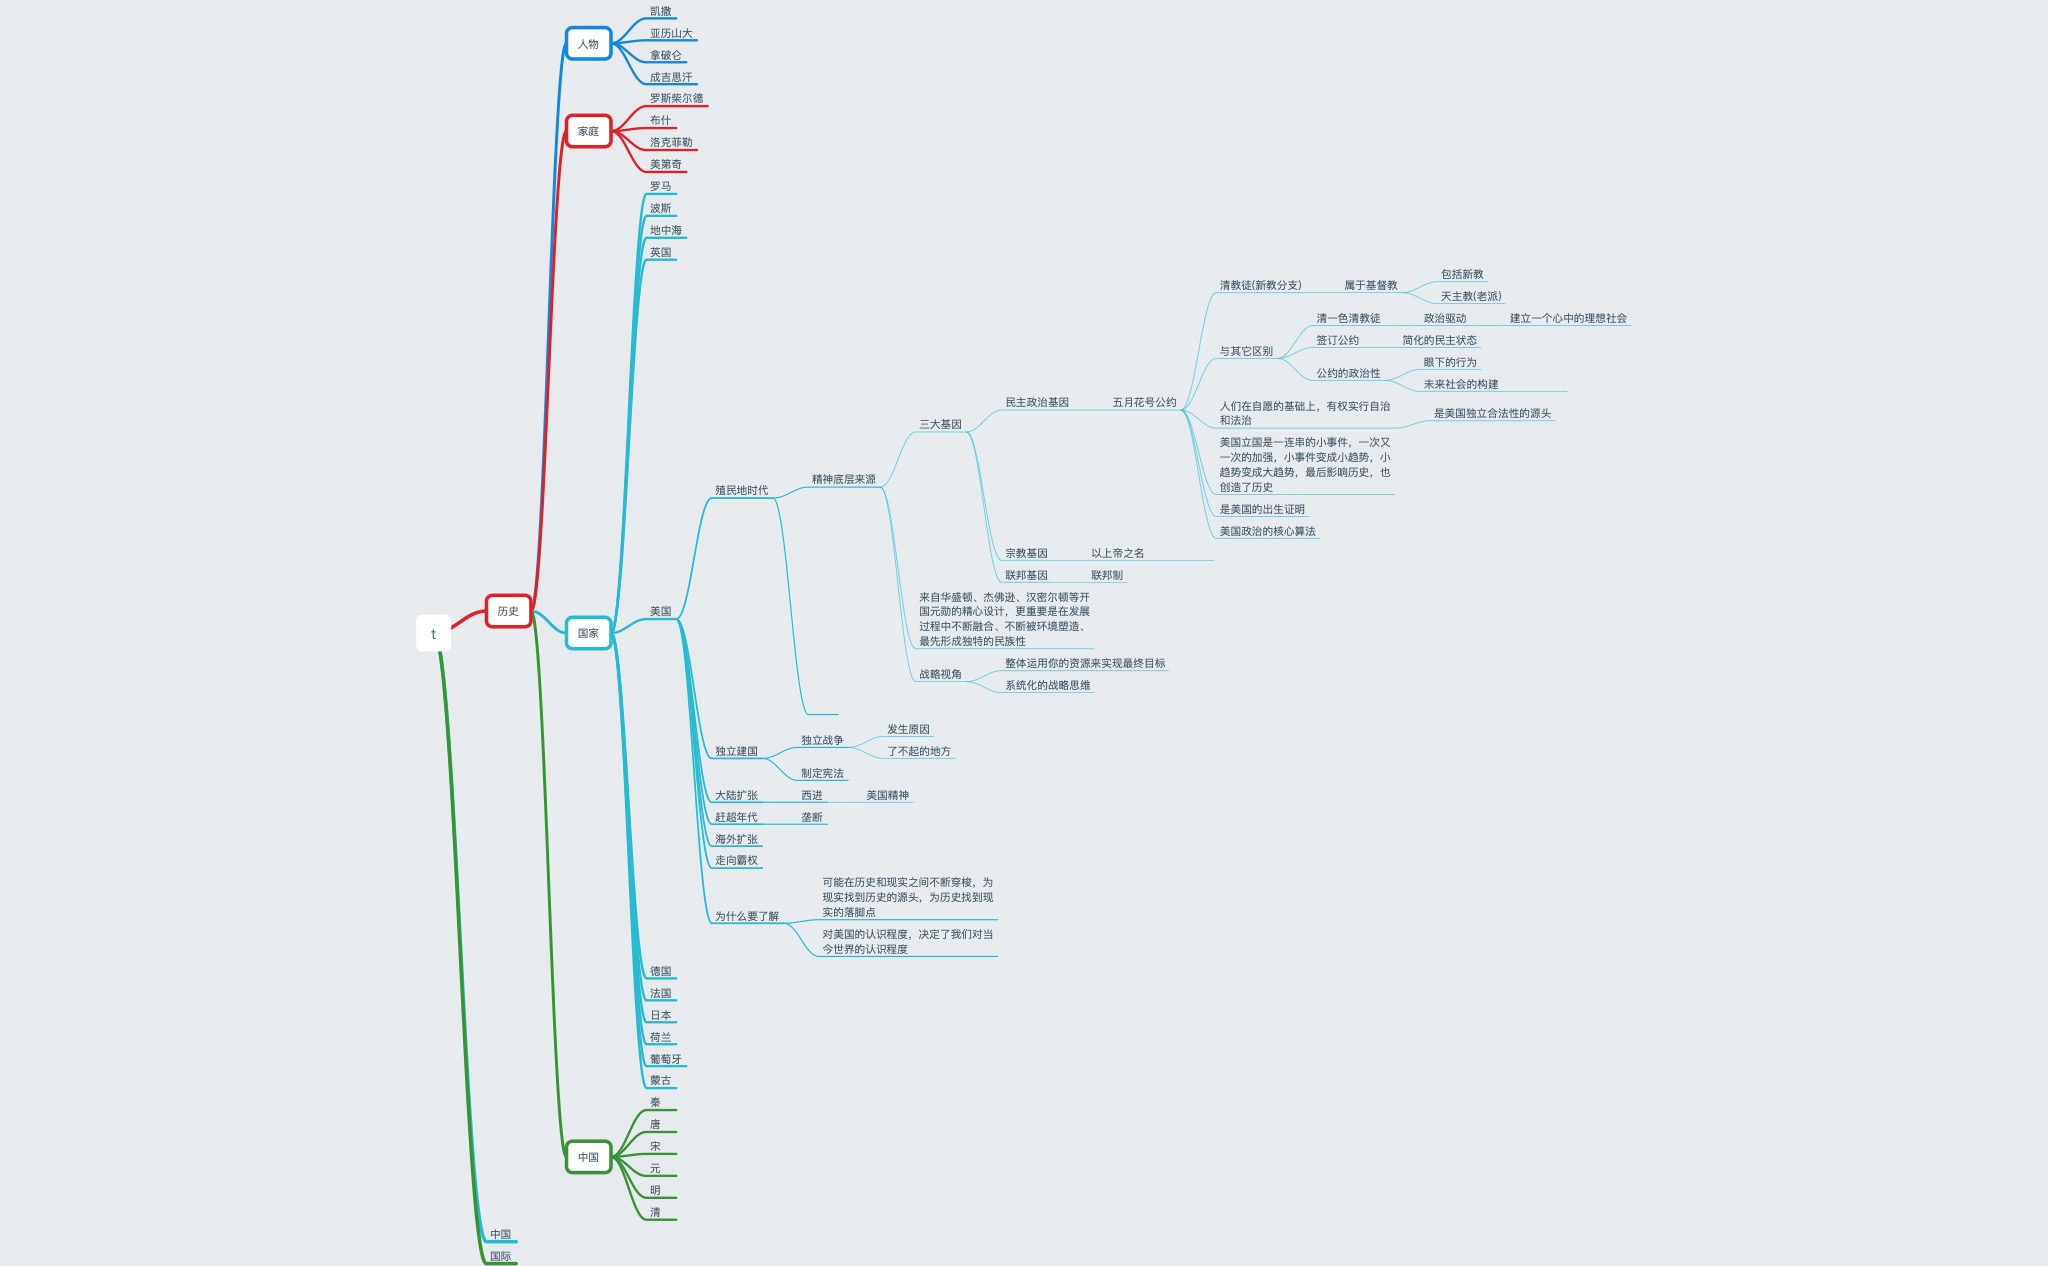 t
历史
人物
凯撒
亚历山大
拿破仑
成吉思汗
家庭
罗斯柴尔德
布什
洛克菲勒
美第奇
国家
罗马
波斯
地中海
英国
美国
殖民地时代
精神底层来源
三大基因
民主政治基因
五月花号公约
清教徒(新教分支)
属于基督教
包括新教
天主教(老派)
与其它区别
清一色清教徒
政治驱动
建立一个心中的理想社会
签订公约
简化的民主状态
公约的政治性
眼下的行为
未来社会的构建
人们在自愿的基础上，有权实行自治
和法治
是美国独立合法性的源头
美国立国是一连串的小事件，一次又
一次的加强，小事件变成小趋势，小
趋势变成大趋势，最后影响历史，也
创造了历史
是美国的出生证明
美国政治的核心算法
宗教基因
以上帝之名
联邦基因
联邦制
来自华盛顿、杰佛逊、汉密尔顿等开
国元勋的精心设计，更重要是在发展
过程中不断融合、不断被环境塑造、
最先形成独特的民族性
战略视角
整体运用你的资源来实现最终目标
系统化的战略思维
独立建国
独立战争
发生原因
了不起的地方
制定宪法
大陆扩张
西进
美国精神
赶超年代
垄断
海外扩张
走向霸权
为什么要了解
可能在历史和现实之间不断穿梭，为
现实找到历史的源头，为历史找到现
实的落脚点
对美国的认识程度，决定了我们对当
今世界的认识程度
德国
法国
日本
荷兰
葡萄牙
蒙古
中国
秦
唐
宋
元
明
清
中国
国际